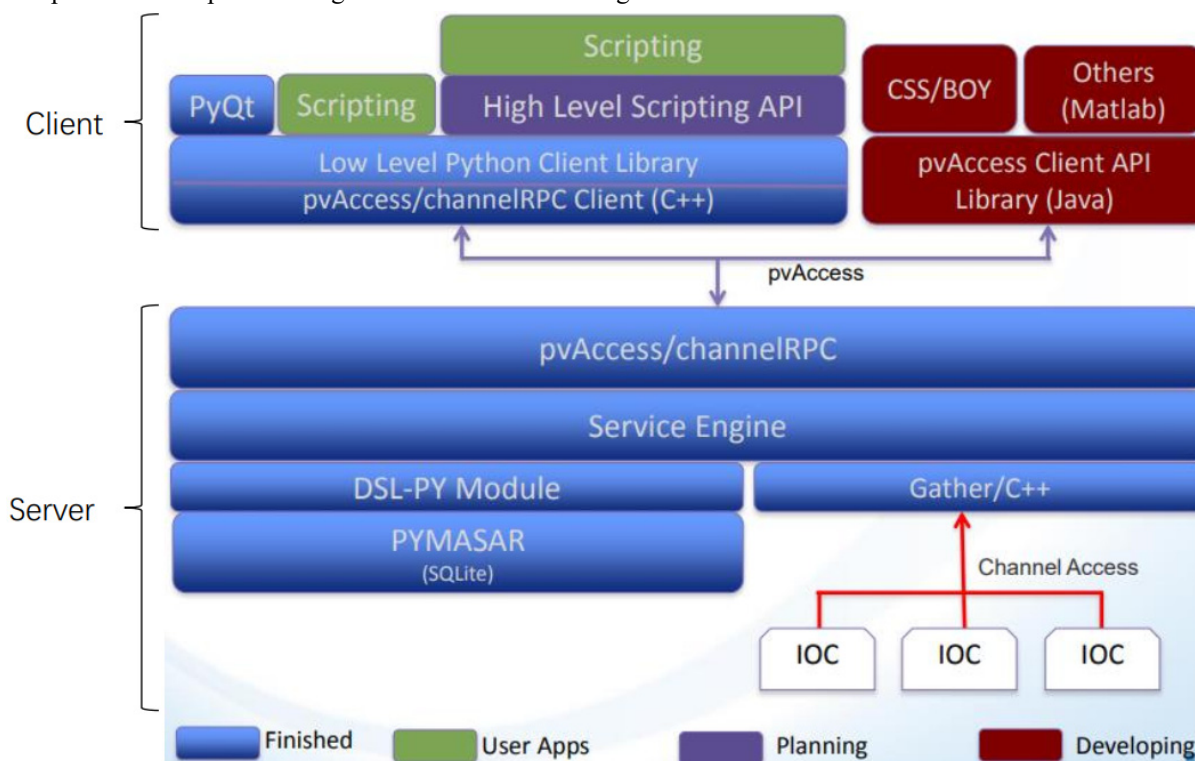 Scripting
PyQt
Scripting
High Level Scripting API
CSS/BOY
Others
(Matlab)
Client
Low Level Python Client Library
pvAccess/channelRPC Client (C++)
pvAccess Client API
Library (Java)
pvAccess
pvAccess/channelRPC
Service Engine
Server
DSL-PY Module
Gather/C++
PYMASAR
(SQLite)
Channel Access
IOC
IOC
IOC
Finished
User Apps
Planning
Developing